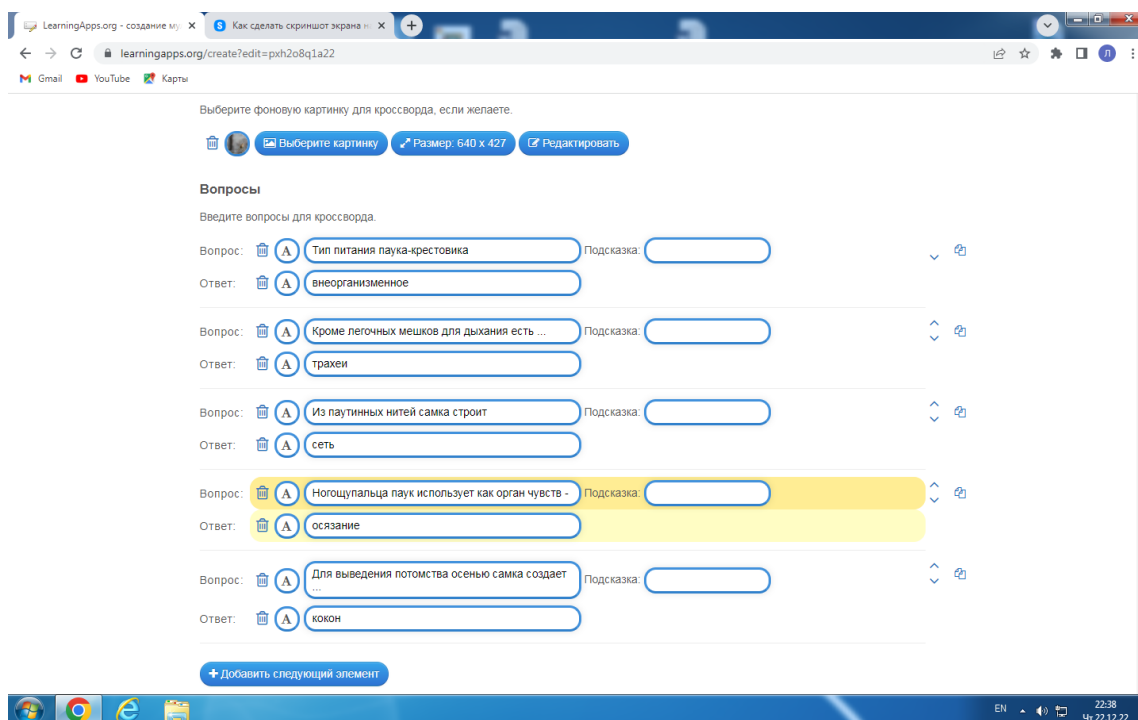 LearningApps.org - создание му
Как сделать скриншот экрана н
learningapps.org/create?edit=pxh2o8q1a22
Л
Gmail YouTube Карты
Выберите фоновую картинку для кроссворда, если желаете.
Выберите картинку Размер: 640 x 427 Редактировать
Вопросы
Введите вопросы для кроссворда.
Вопрос: A Тип питания паука-крестовика Подсказка:
Ответ: A внеорганизменное
Вопрос: A Кроме легочных мешков для дыхания есть ... Подсказка:
Ответ: A трахеи
Вопрос: A Из паутинных нитей самка строит Подсказка:
Ответ: A сеть
Вопрос: A Ногощупальца паук использует как орган чувств - Подсказка:
Ответ: A осязание
Вопрос: A Для выведения потомства осенью самка создает Подсказка:
...
Ответ: A кокон
+ Добавить следующий элемент
EN 22:38
Чт 22.12.22